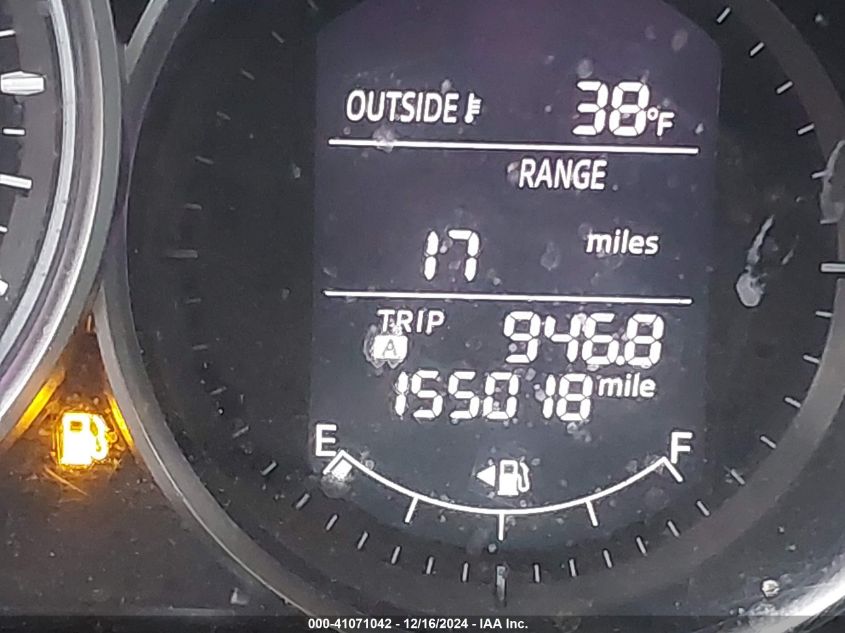 OUTSIDE 38°F
RANGE
17 miles
TRIP A 946.8
155018 mile
E F
000-41071042 - 12/16/2024 - IAA Inc.